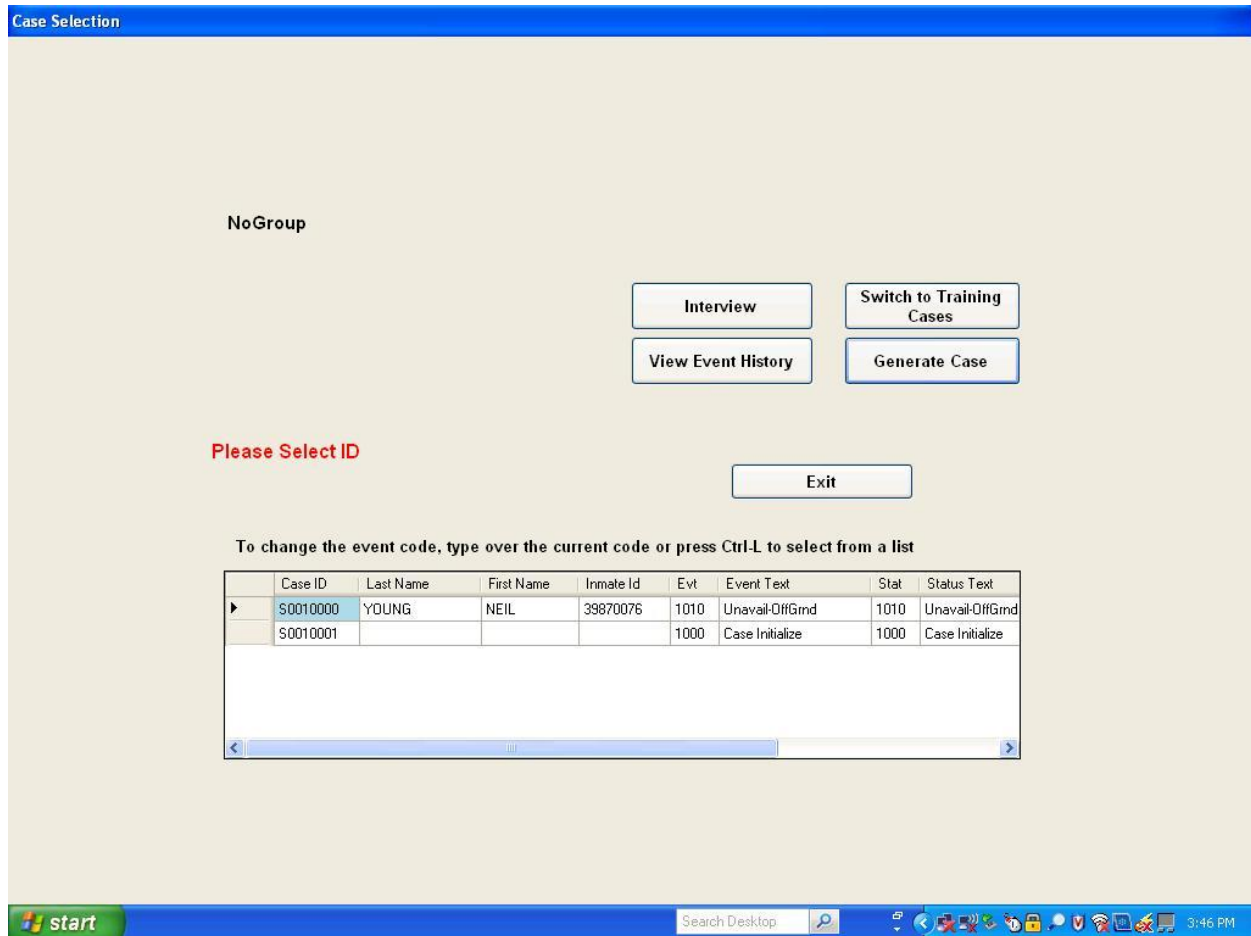 Case Selection
NoGroup
Interview
Switch to Training
Cases
View Event History
Generate Case
Please Select ID
Exit
To change the event code, type over the current code or press Ctrl-L to select from a list
Case ID Last Name First Name Inmate Id Evt Event Text Stat Status Text
S0010000 YOUNG NEIL 39870076 1010 Unavail-OffGrnd 1010 Unavail-OffGrnd
S0010001 1000 Case Initialize 1000 Case Initialize
start Search Desktop 3:46 PM